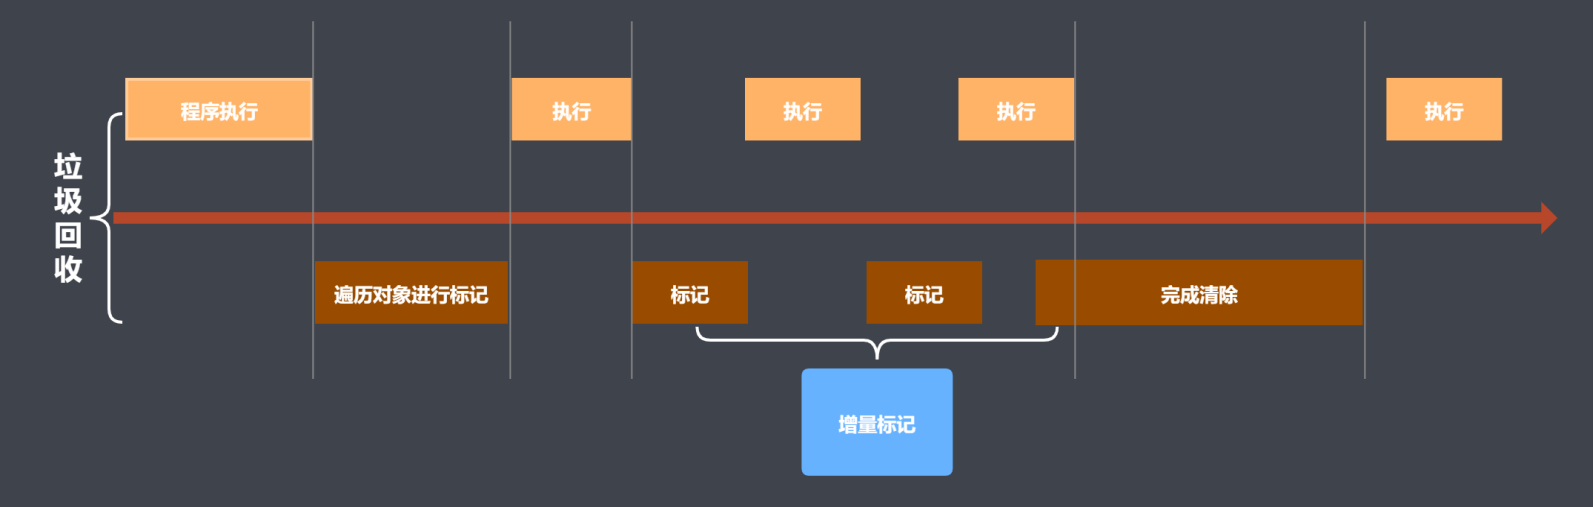 程序执行
执行
执行
执行
执行
垃圾回收
遍历对象进行标记
标记
标记
完成清除
增量标记